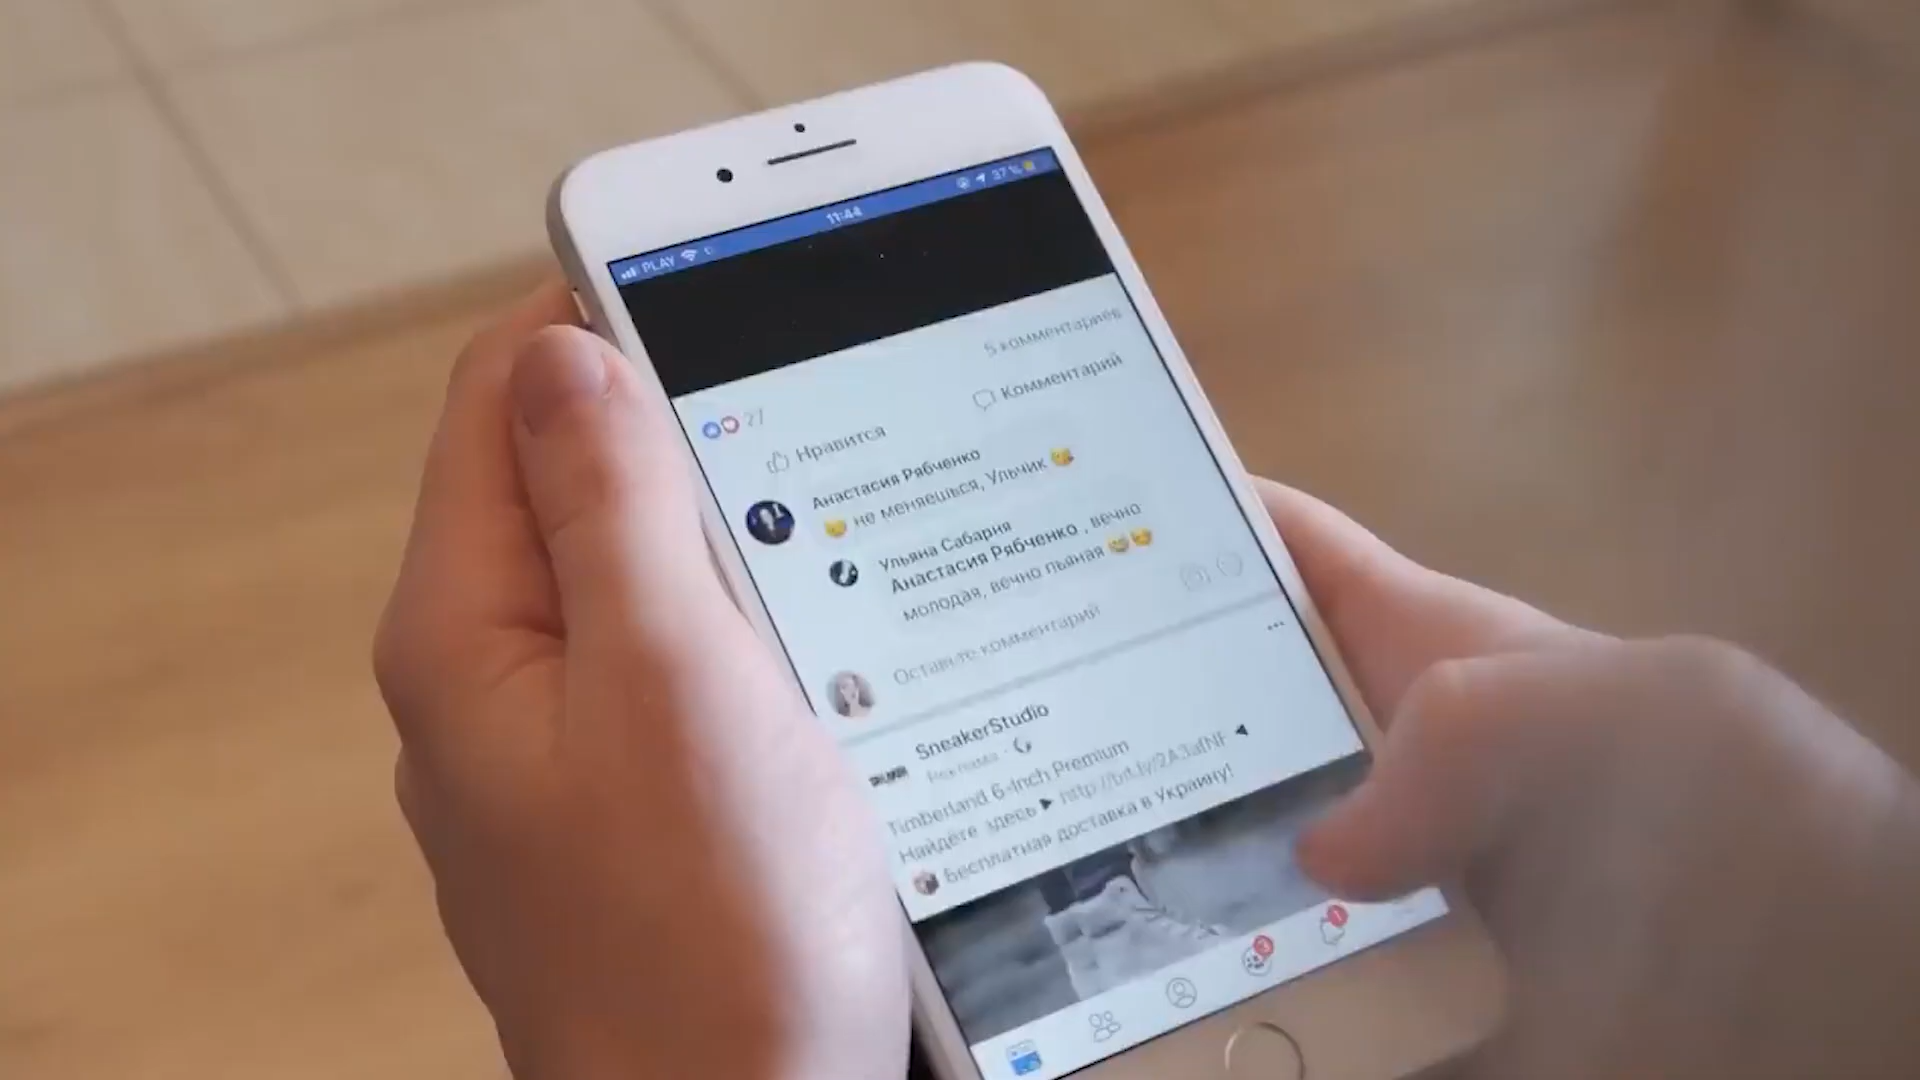 PLAY
11:44
37 %
5 комментариев
27
Нравится
Комментарий
Анастасия Рябченко
не меняешься, Ульчик
Ульяна Сабарня
Анастасия Рябченко , вечно
молодая, вечно пьяная
Оставьте комментарий
SneakerStudio
Реклама ·
Timberland 6-Inch Premium
Найдёте здесь ► http://bit.ly/2A3afNF ◄
Бесплатная доставка в Украину!
3
1